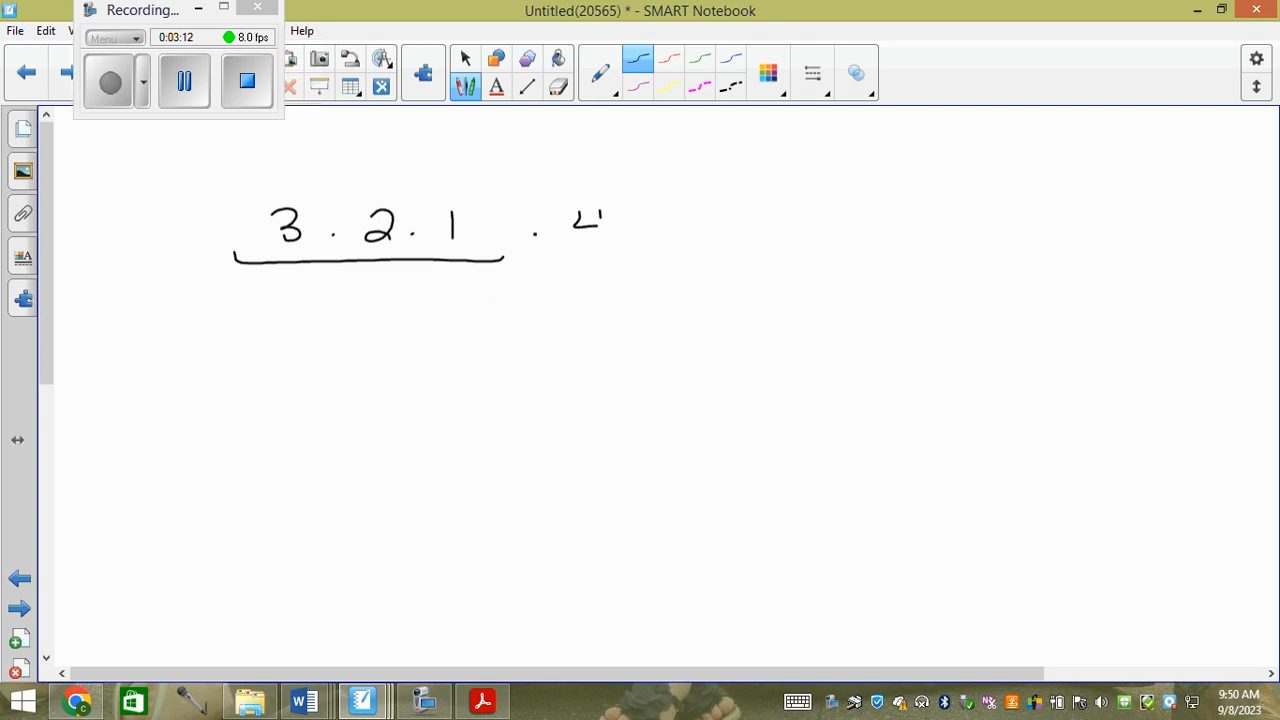 Recording...
Untitled(20565) * - SMART Notebook
File Edit Help
Menu 0:03:12 8.0 fps
3 . 2 . 1 . 4
9:50 AM
9/8/2023